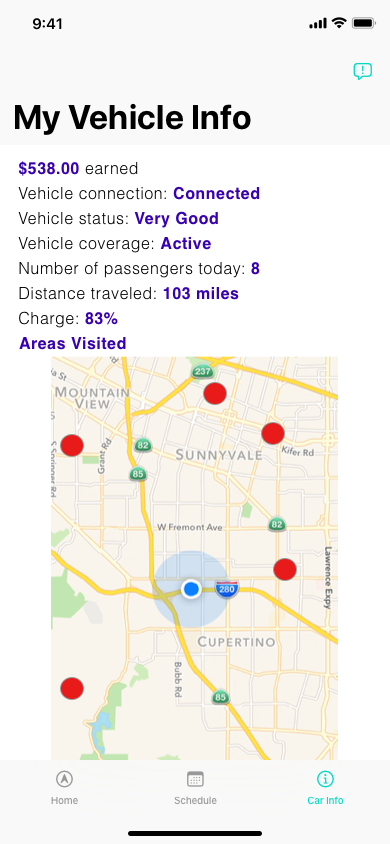 9:41
My Vehicle Info
$538.00 earned
Vehicle connection: Connected
Vehicle status: Very Good
Vehicle coverage: Active
Number of passengers today: 8
Distance traveled: 103 miles
Charge: 83%
Areas Visited
237
MOUNTAIN
VIEW
Grant Rd
82
SUNNYVALE
Kifer Rd
85
W Fremont Ave
82
Lawrence Expy
280
CUPERTINO
Bubb Rd
85
Home
Schedule
Car Info